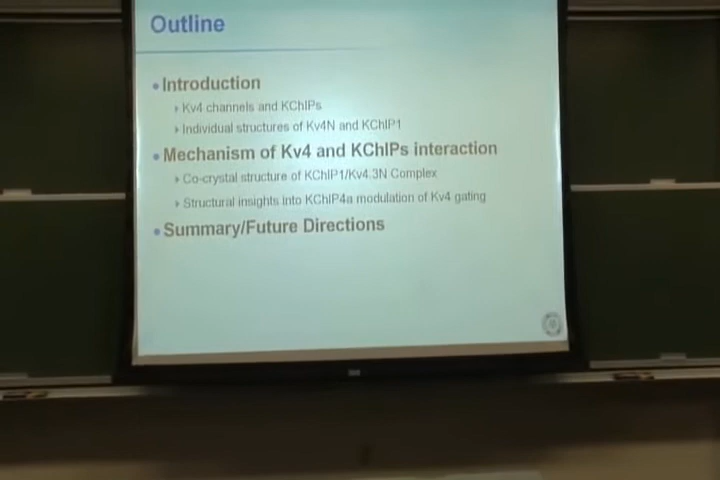 Outline
Introduction
Kv4 channels and KChIPs
Individual structures of Kv4N and KChIP1
Mechanism of Kv4 and KChIPs interaction
Co-crystal structure of KChIP1/Kv4.3N Complex
Structural insights into KChIP4a modulation of Kv4 gating
Summary/Future Directions